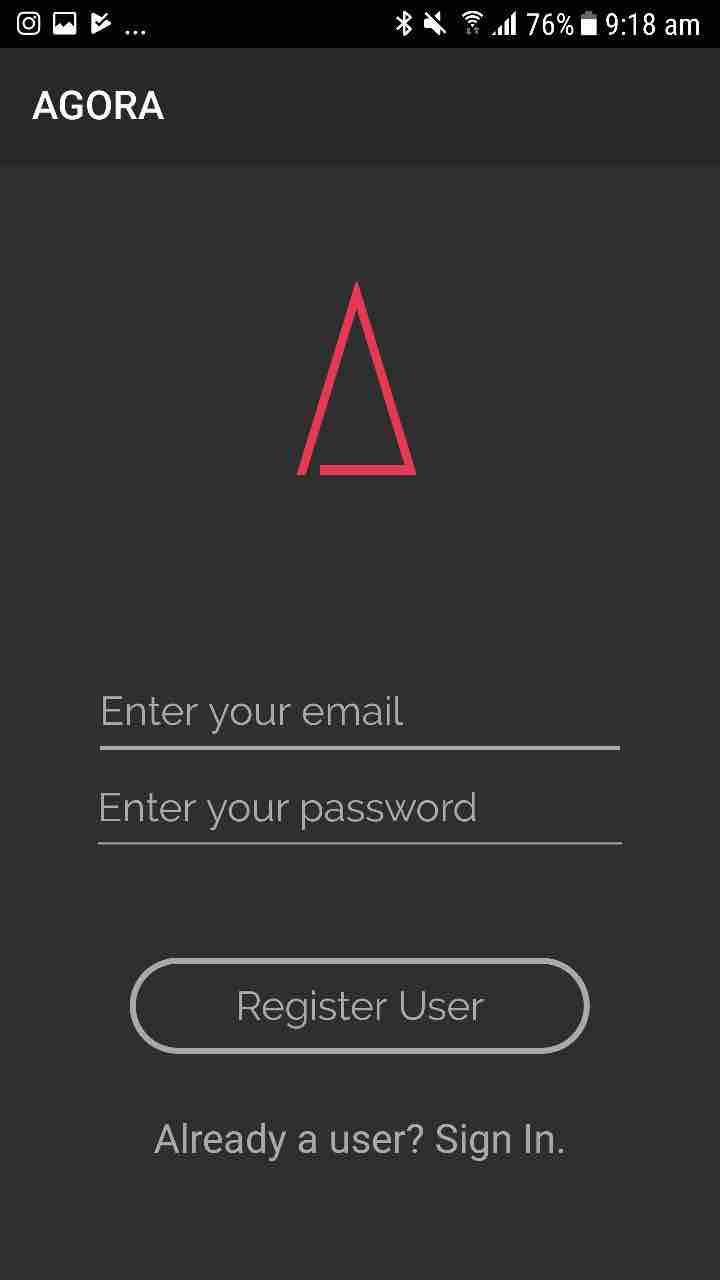 ... 76% 9:18 am
AGORA
Enter your email
Enter your password
Register User
Already a user? Sign In.